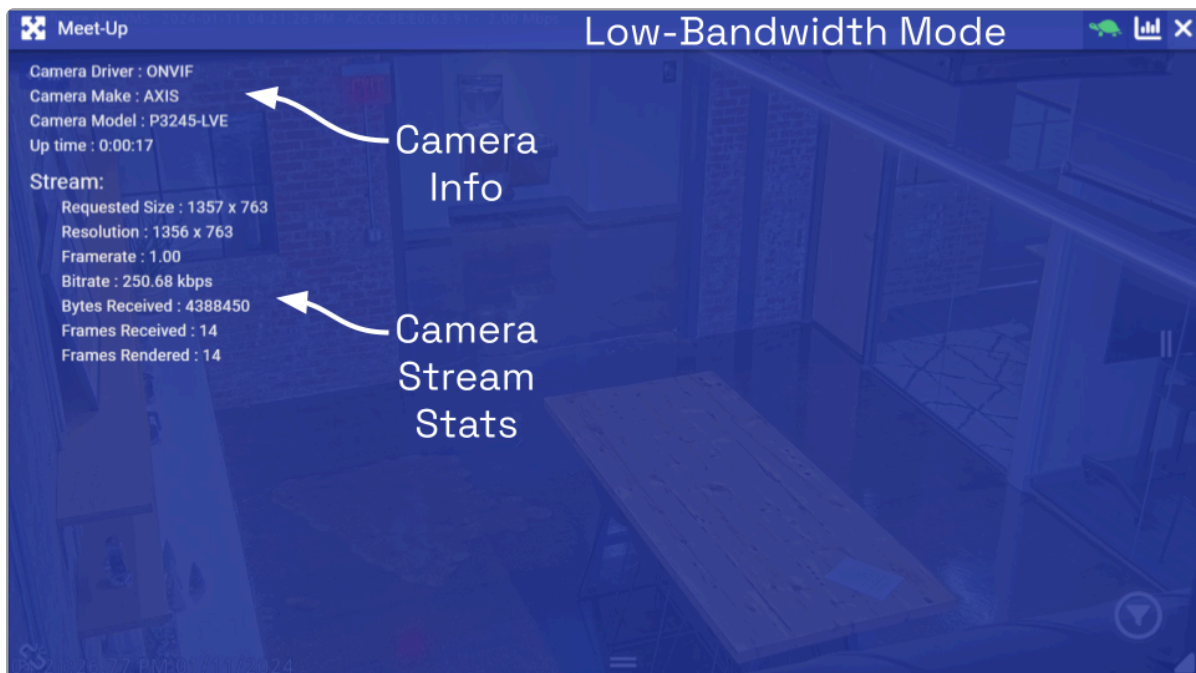 Meet-Up
Low-Bandwidth Mode
Camera Driver : ONVIF
Camera Make : AXIS
Camera Model : P3245-LVE
Up time : 0:00:17
Camera
Info
Stream:
Requested Size : 1357 x 763
Resolution : 1356 x 763
Framerate : 1.00
Bitrate : 250.68 kbps
Bytes Received : 4388450
Frames Received : 14
Frames Rendered : 14
Camera
Stream
Stats